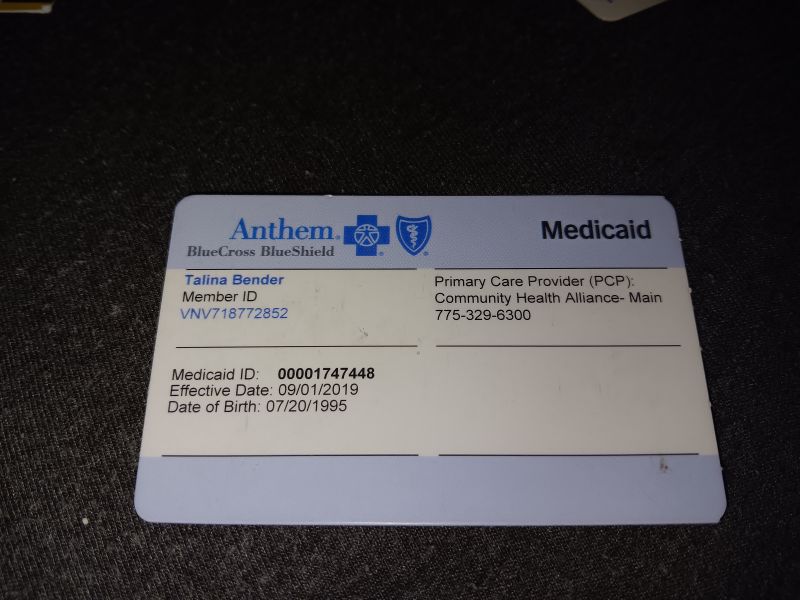 Anthem
BlueCross BlueShield
Medicaid
Talina Bender
Member ID
VNV718772852
Primary Care Provider (PCP):
Community Health Alliance- Main
775-329-6300
Medicaid ID: 00001747448
Effective Date: 09/01/2019
Date of Birth: 07/20/1995